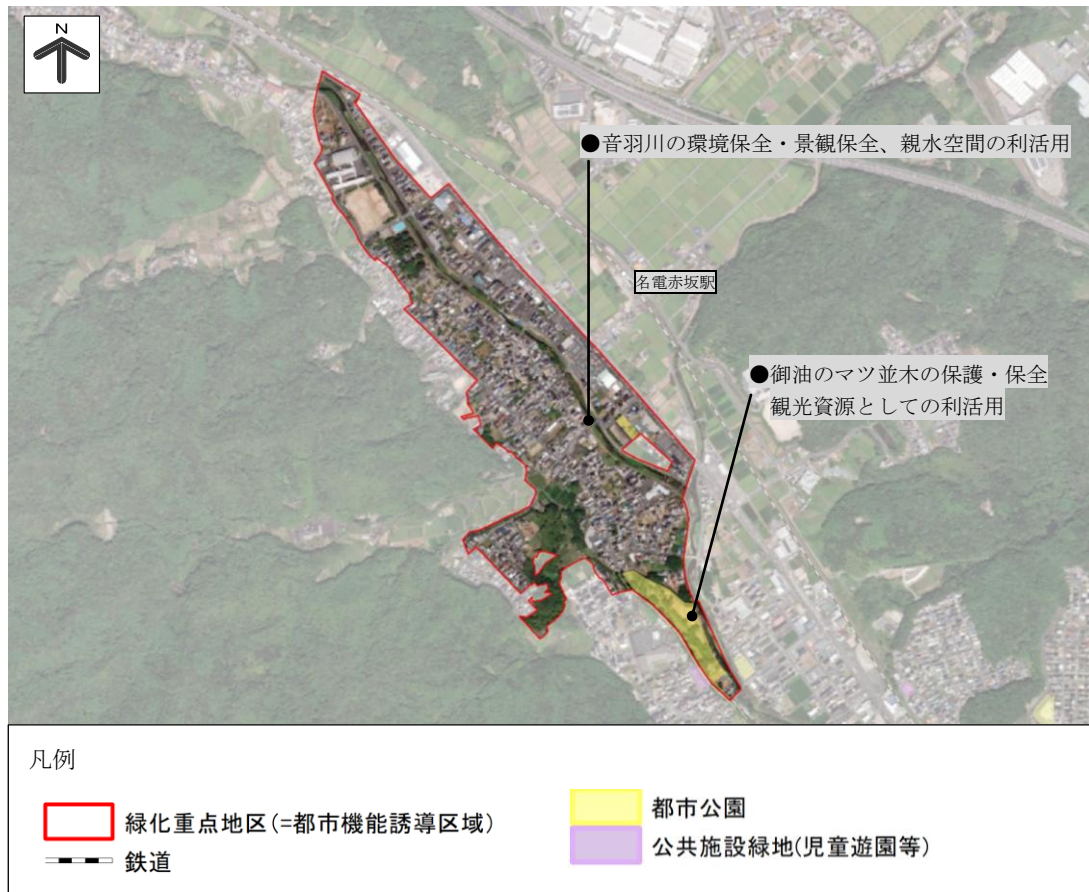 N
●音羽川の環境保全・景観保全、親水空間の利活用
名電赤坂駅
●御油のマツ並木の保護・保全
観光資源としての利活用
凡例
緑化重点地区(=都市機能誘導区域)
鉄道
都市公園
公共施設緑地(児童遊園等)